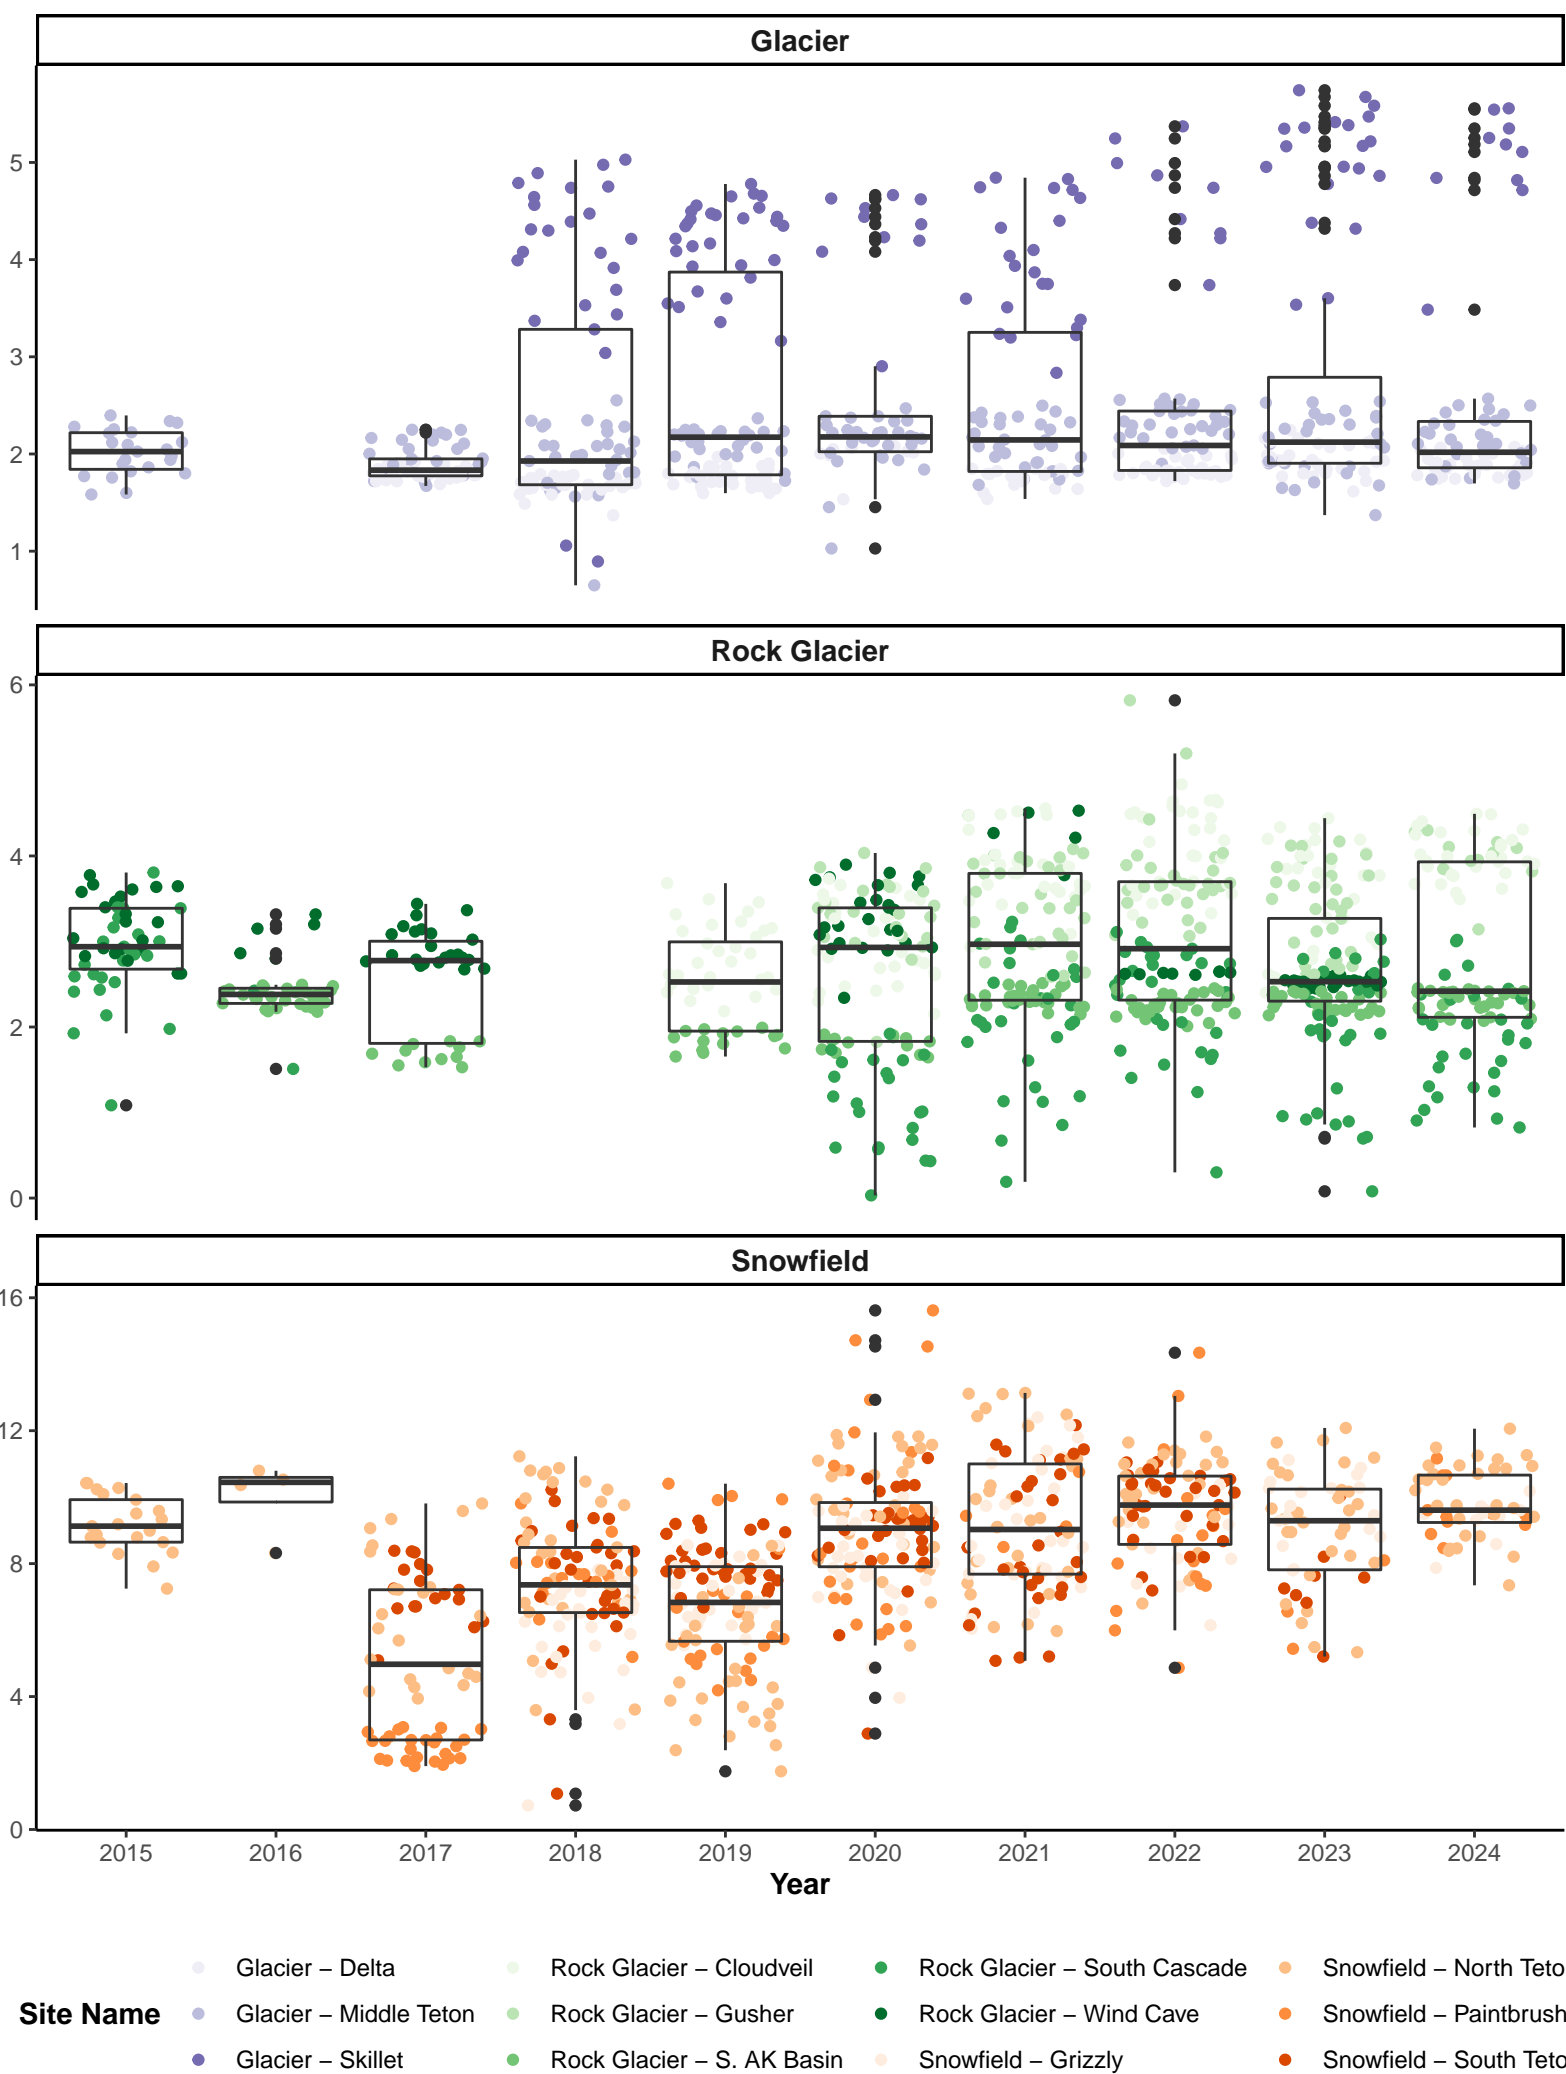 Glacier
5
4
3
2
1
Rock Glacier
6
4
2
0
Snowfield
16
12
8
4
0
2015 2016 2017 2018 2019 2020 2021 2022 2023 2024
Year
Site Name
Glacier – Delta Rock Glacier – Cloudveil Rock Glacier – South Cascade Snowfield – North Teto
Glacier – Middle Teton Rock Glacier – Gusher Rock Glacier – Wind Cave Snowfield – Paintbrush
Glacier – Skillet Rock Glacier – S. AK Basin Snowfield – Grizzly Snowfield – South Teto